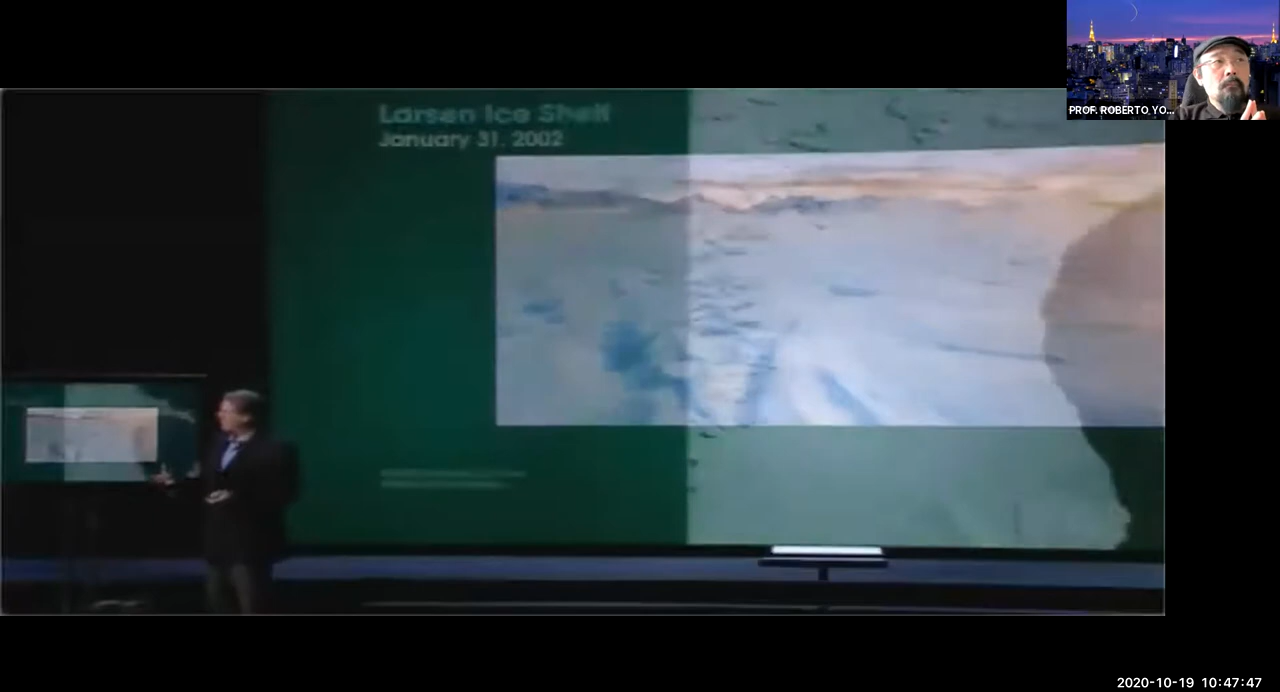 PROF. ROBERTO YO...
Larsen Ice Shelf
January 31, 2002
2020-10-19 10:47:47